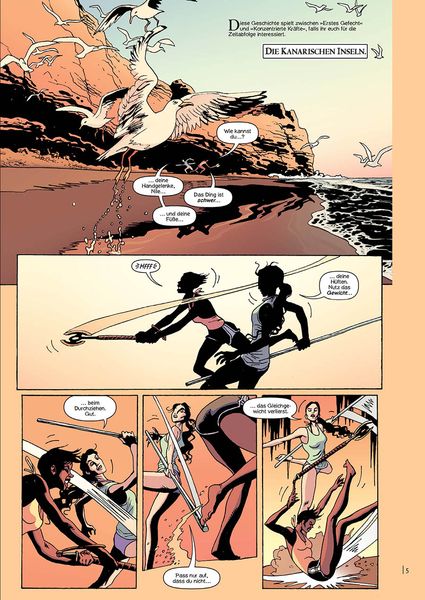 Diese Geschichte spielt zwischen »Erstes Gefecht«
und »Konzentrierte Kräfte«, falls ihr euch für die
Zeitabfolge interessiert.
Die Kanarischen Inseln.
Wie kannst
du...?
... deine
Handgelenke,
Nile...
Das Ding ist
schwer...
... und deine
Füße...
Hfff
... deine
Hüften.
Nutz das
Gewicht...
... beim
Durchziehen.
Gut.
Pass nur auf,
dass du nicht...
... das Gleichge-
wicht verlierst.
5